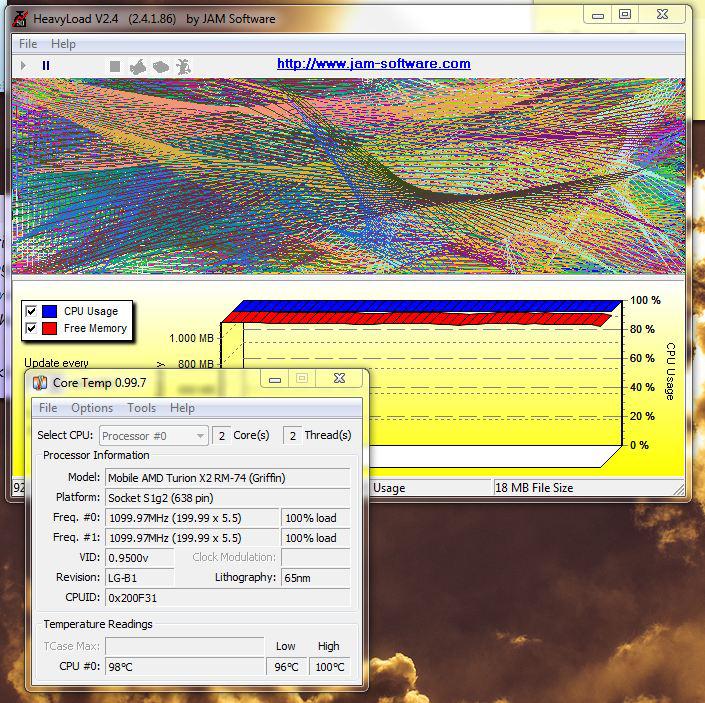 HeavyLoad V2.4 (2.4.1.86) by JAM Software
File Help
http://www.jam-software.com
CPU Usage
Free Memory
Update every
1.000 MB
800 MB
100 %
80 %
60 %
40 %
20 %
0 %
CPU Usage
Usage
18 MB File Size
Core Temp 0.99.7
File Options Tools Help
Select CPU: Processor #0 2 Core(s) 2 Thread(s)
Processor Information
Model: Mobile AMD Turion X2 RM-74 (Griffin)
Platform: Socket S1g2 (638 pin)
Freq. #0: 1099.97MHz (199.99 x 5.5) 100% load
Freq. #1: 1099.97MHz (199.99 x 5.5) 100% load
VID: 0.9500v Clock Modulation:
Revision: LG-B1 Lithography: 65nm
CPUID: 0x200F31
Temperature Readings
TCase Max: Low High
CPU #0: 98°C 96°C 100°C